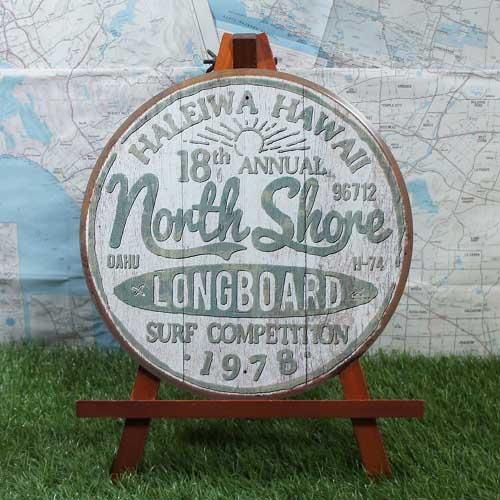 HALEIWA HAWAII
18th ANNUAL
96712
North Shore
OAHU
H-74
LONGBOARD
SURF COMPETITION
1978